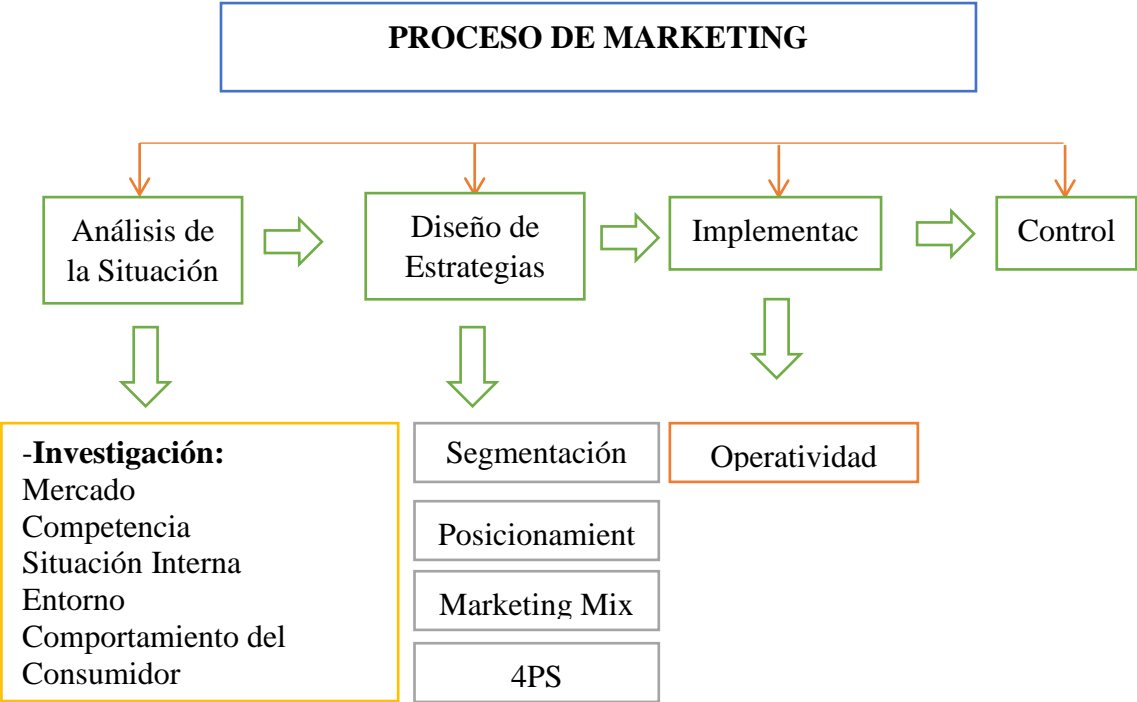 PROCESO DE MARKETING
Análisis de
la Situación
Diseño de
Estrategias
Implementac
Control
-Investigación:
Mercado
Competencia
Situación Interna
Entorno
Comportamiento del
Consumidor
Segmentación
Posicionamient
Marketing Mix
4PS
Operatividad